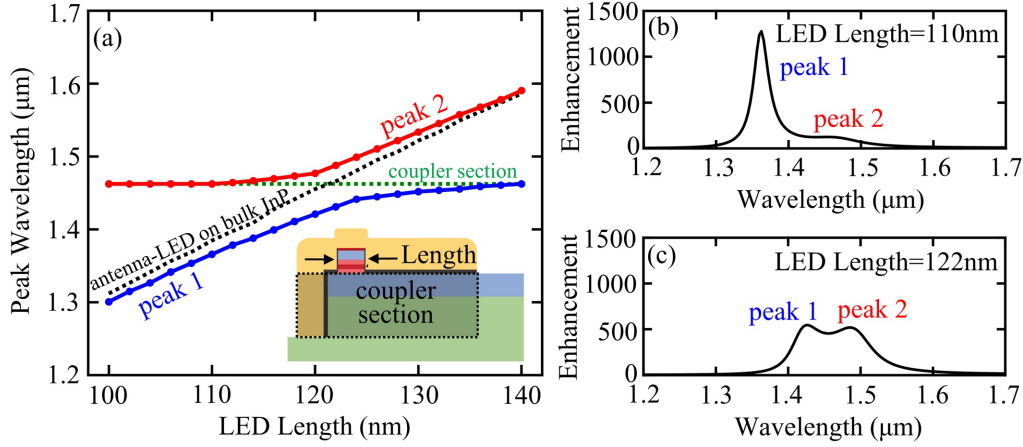 (a)
Peak Wavelength (μm)
1.7
1.6
1.5
1.4
1.3
1.2
peak 2
coupler section
antenna-LED on bulk InP
peak 1
Length
coupler
section
100 110 120 130 140
LED Length (nm)
(b)
LED Length=110nm
Enhancement
1500
1000
500
0
peak 1
peak 2
1.2 1.3 1.4 1.5 1.6 1.7
Wavelength (μm)
(c)
LED Length=122nm
Enhancement
1500
1000
500
0
peak 1 peak 2
1.2 1.3 1.4 1.5 1.6 1.7
Wavelength (μm)